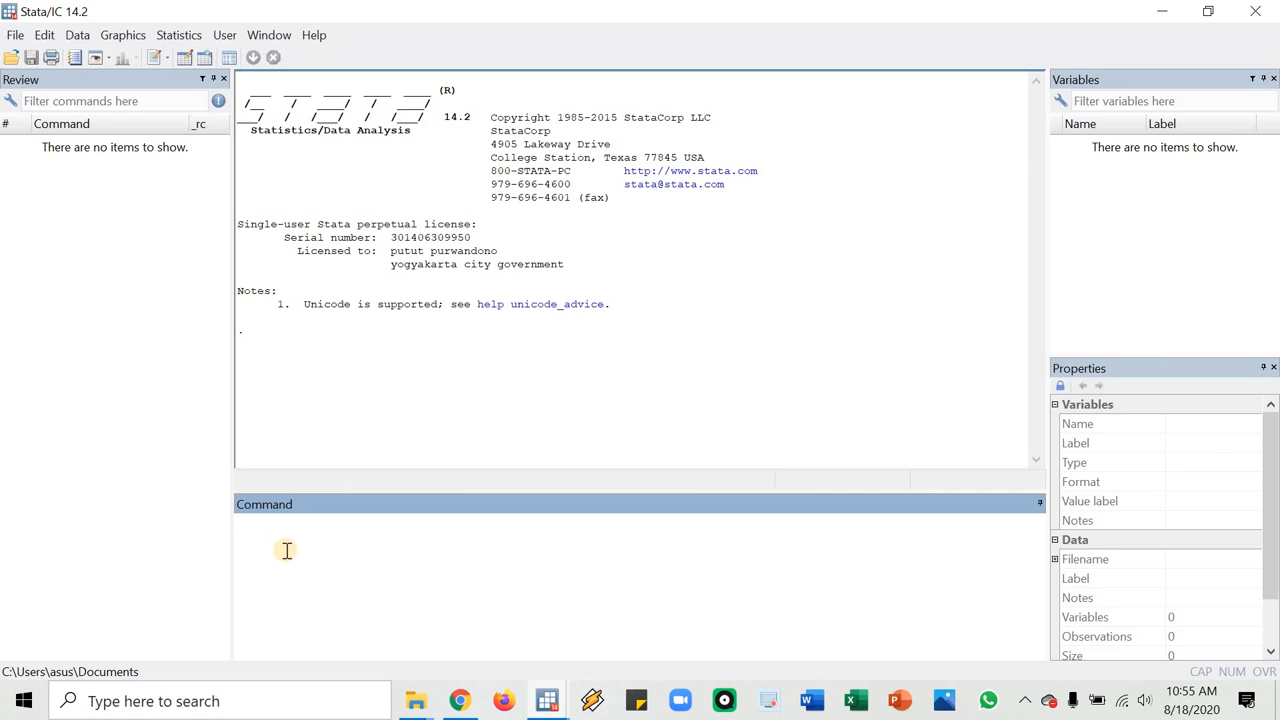 Stata/IC 14.2
File Edit Data Graphics Statistics User Window Help
Review
Filter commands here
# Command _rc
There are no items to show.
(R)
14.2 Copyright 1985-2015 StataCorp LLC
Statistics/Data Analysis StataCorp
4905 Lakeway Drive
College Station, Texas 77845 USA
800-STATA-PC http://www.stata.com
979-696-4600 stata@stata.com
979-696-4601 (fax)
Single-user Stata perpetual license:
Serial number: 301406309950
Licensed to: putut purwandono
yogyakarta city government
Notes:
1. Unicode is supported; see help unicode_advice.
.
Command
Variables
Filter variables here
Name Label
There are no items to show.
Properties
Variables
Name
Label
Type
Format
Value label
Notes
Data
Filename
Label
Notes
Variables 0
Observations 0
Size 0
C:\Users\asus\Documents
CAP NUM OVR
Type here to search
10:55 AM
8/18/2020